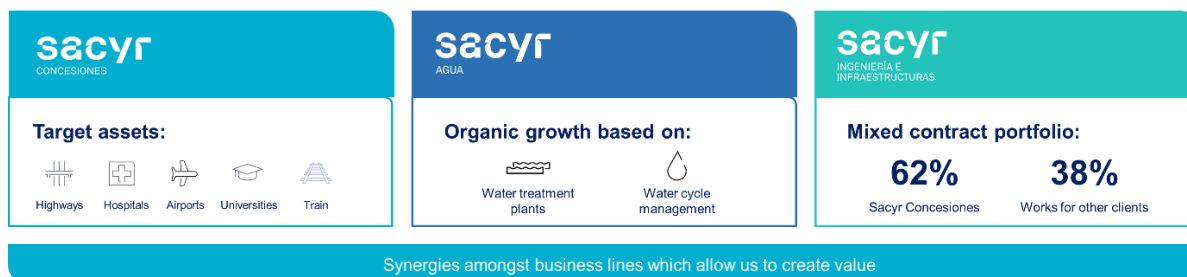 sacyr
CONCESIONES
Target assets:
Highways
Hospitals
Airports
Universities
Train
sacyr
AGUA
Organic growth based on:
Water treatment
plants
Water cycle
management
sacyr
INGENIERÍA E
INFRAESTRUCTURAS
Mixed contract portfolio:
62%
38%
Sacyr Concesiones
Works for other clients
Synergies amongst business lines which allow us to create value